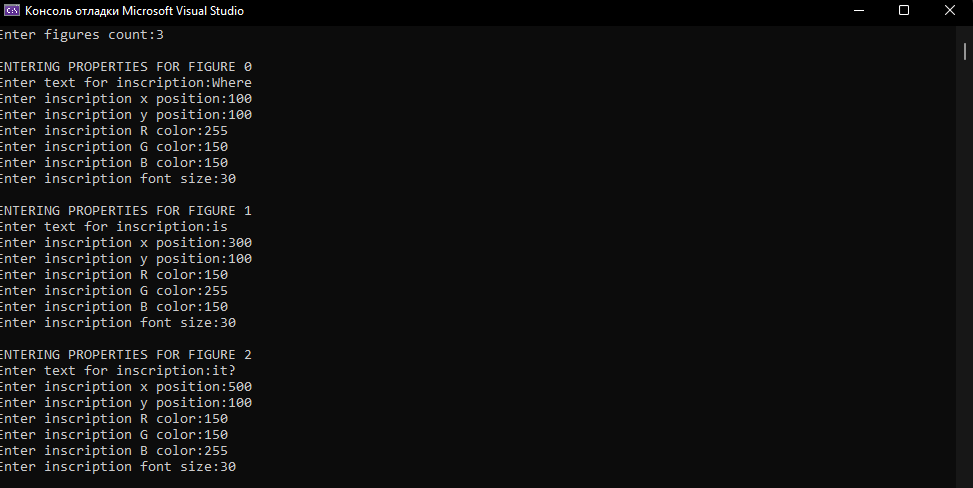 Консоль отладки Microsoft Visual Studio
Enter figures count:3
ENTERING PROPERTIES FOR FIGURE 0
Enter text for inscription:Where
Enter inscription x position:100
Enter inscription y position:100
Enter inscription R color:255
Enter inscription G color:150
Enter inscription B color:150
Enter inscription font size:30
ENTERING PROPERTIES FOR FIGURE 1
Enter text for inscription:is
Enter inscription x position:300
Enter inscription y position:100
Enter inscription R color:150
Enter inscription G color:255
Enter inscription B color:150
Enter inscription font size:30
ENTERING PROPERTIES FOR FIGURE 2
Enter text for inscription:it?
Enter inscription x position:500
Enter inscription y position:100
Enter inscription R color:150
Enter inscription G color:150
Enter inscription B color:255
Enter inscription font size:30